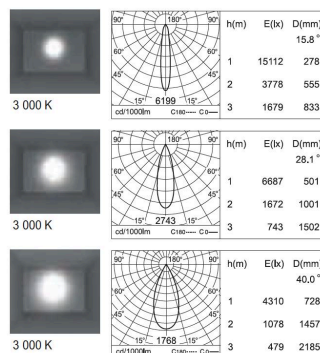 90° 180° 90° h(m) E(lx) D(mm)
15.8°
60° 60° 1 15112 278
45° 45° 2 3778 555
15° 6199 15° 3 1679 833
3 000 K cd/1000lm C180----- C0—
90° 180° 90° h(m) E(lx) D(mm)
28.1°
60° 60° 1 6687 501
45° 45° 2 1672 1001
15° 2743 15° 3 743 1502
3 000 K cd/1000lm C180----- C0—
90° 180° 90° h(m) E(lx) D(mm)
40.0°
60° 60° 1 4310 728
45° 45° 2 1078 1457
15° 1768 15° 3 479 2185
3 000 K cd/1000lm C180----- C0—